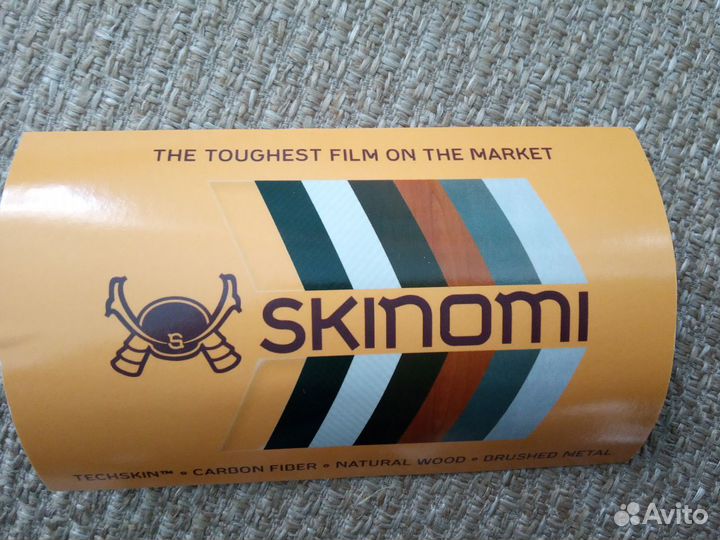 THE TOUGHEST FILM ON THE MARKET
S
SKINOMI
TECHSKIN™ • CARBON FIBER • NATURAL WOOD • BRUSHED METAL
Avito